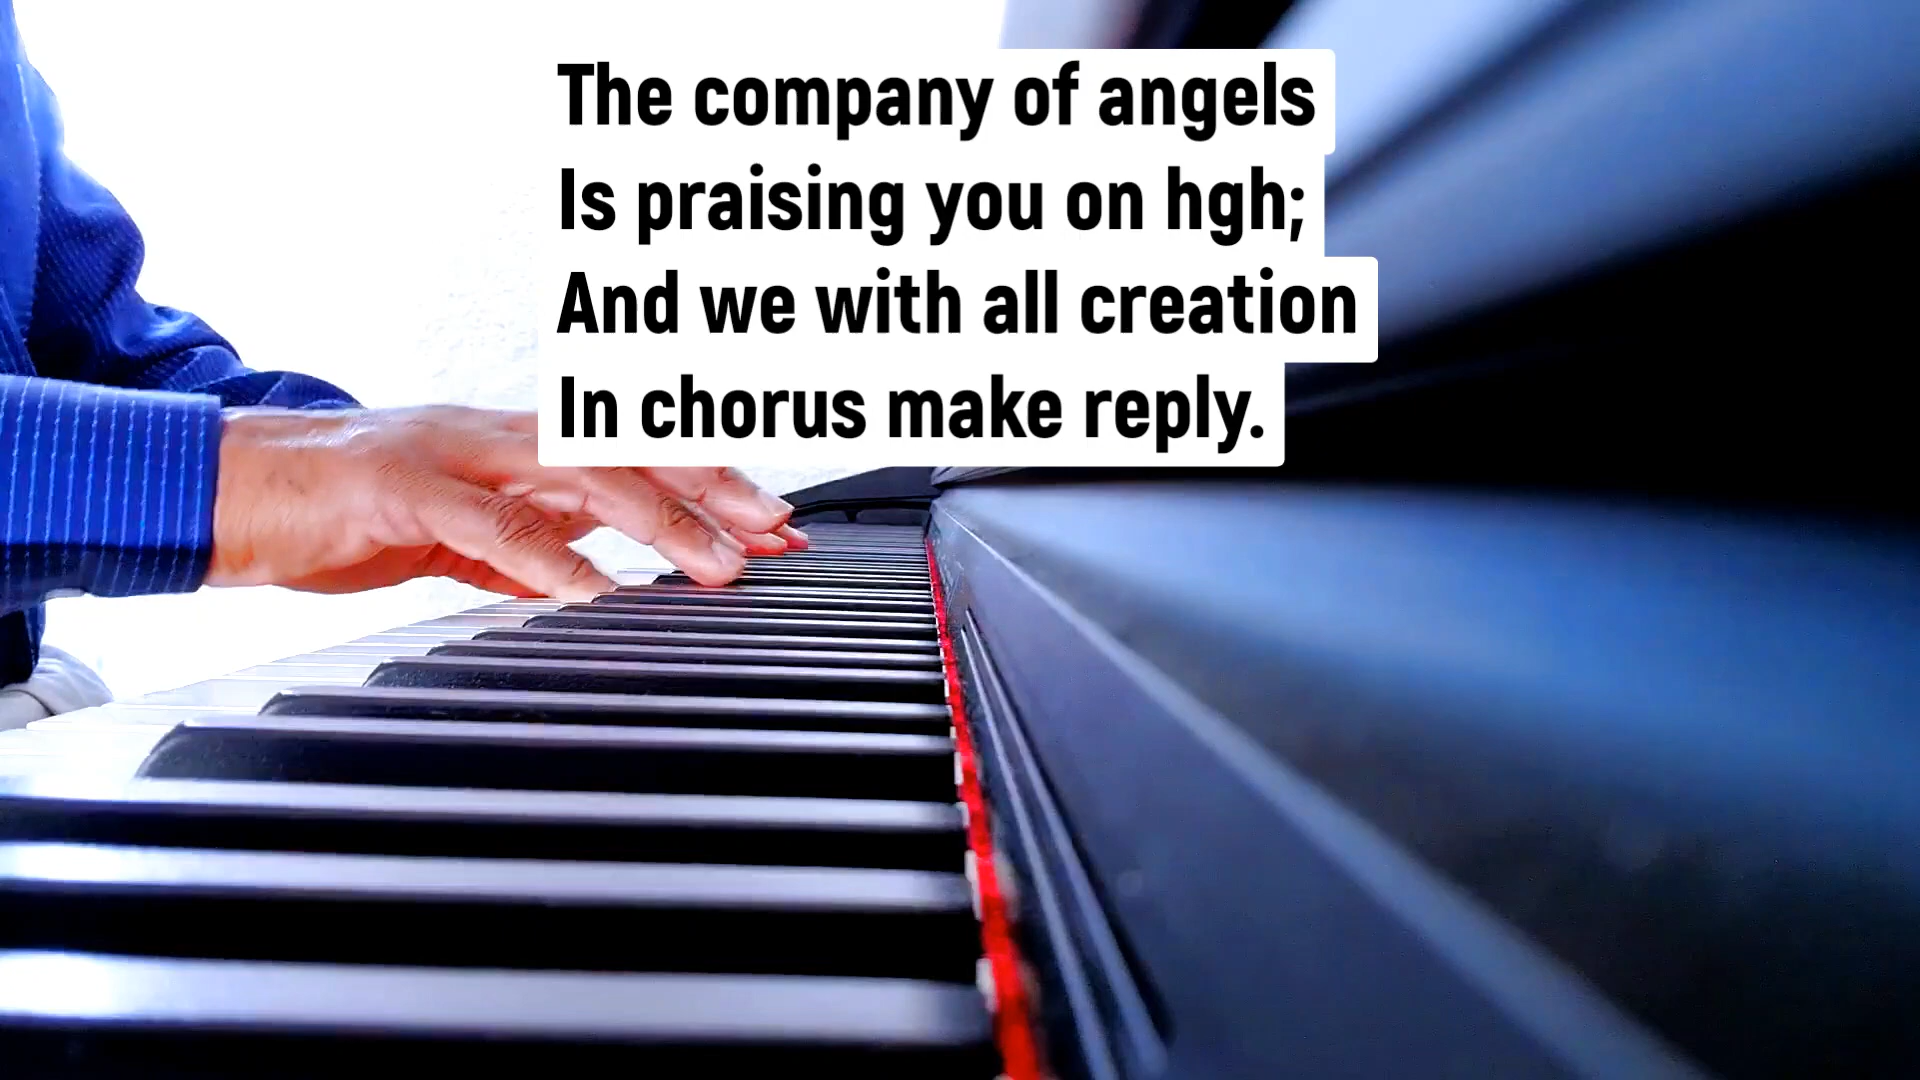 The company of angels
Is praising you on hgh;
And we with all creation
In chorus make reply.